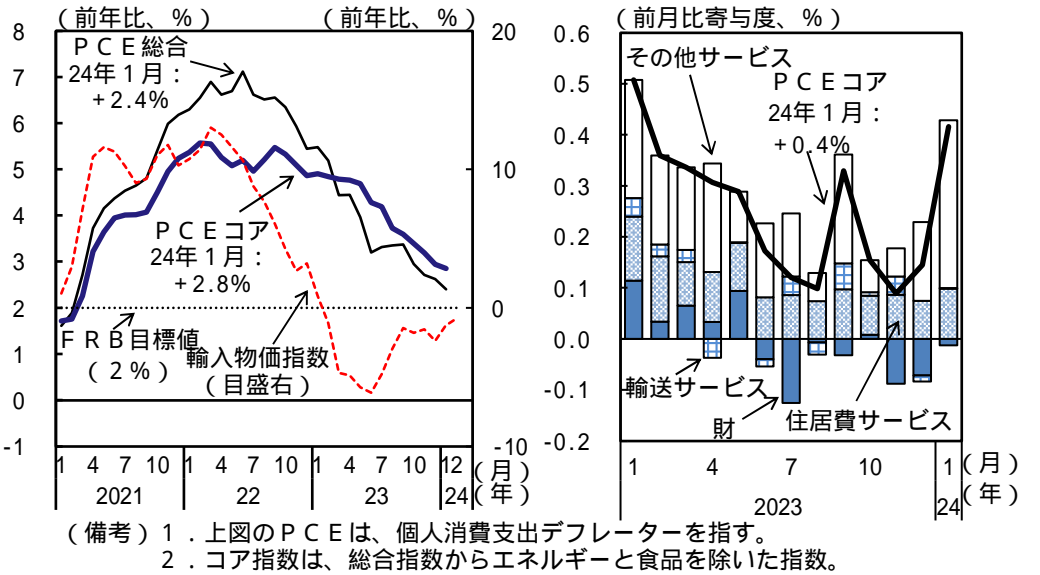 (前年比、%)
(前年比、%)
8
7
6
5
4
3
2
1
0
-1
20
10
0
-10
ＰＣＥ総合
24年１月：
+2.4%
ＰＣＥコア
24年１月：
+2.8%
ＦＲＢ目標値
(２%)
輸入物価指数
(目盛右)
1 4 7 10 1 4 7 10 1 4 7 10 12 (月)
2021 22 23 24 (年)
(前月比寄与度、%)
0.6
0.5
0.4
0.3
0.2
0.1
0.0
-0.1
-0.2
その他サービス
ＰＣＥコア
24年１月：
+0.4%
輸送サービス
財
住居費サービス
1 4 7 10 1 (月)
2023 24 (年)
(備考)１．上図のＰＣＥは、個人消費支出デフレーターを指す。
２．コア指数は、総合指数からエネルギーと食品を除いた指数。